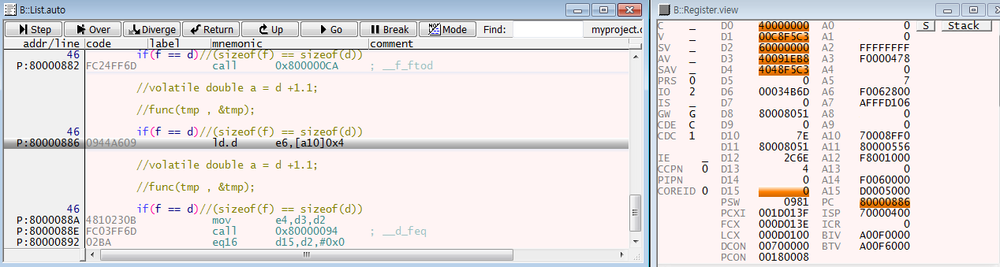 B::List.auto
Step Over Diverge Return Up Go Break Mode Find: myproject.c
addr/line code label mnemonic comment
46 if(f == d)//(sizeof(f) == sizeof(d))
P:80000882 FC24FF6D call 0x800000CA ; __f_ftod
//volatile double a = d +1.1;
//func(tmp , &tmp);
46 if(f == d)//(sizeof(f) == sizeof(d))
P:80000886 0944A609 ld.d e6,[a10]0x4
//volatile double a = d +1.1;
//func(tmp , &tmp);
46 if(f == d)//(sizeof(f) == sizeof(d))
P:8000088A 4810230B mov e4,d3,d2
P:8000088E FC03FF6D call 0x80000094 ; __d_feq
P:80000892 02BA eq16 d15,d2,#0x0
B::Register.view
C _ D0 40000000 A0 0 S Stack
V _ D1 00C8F5C3 A1 0
SV _ D2 60000000 A2 FFFFFFFF
AV _ D3 40091EB8 A3 F0000478
SAV _ D4 4048F5C3 A4 0
PRS 0 D5 0 A5 7
IO 2 D6 00034B6D A6 F0062800
IS _ D7 0 A7 AFFFD106
GW G D8 80008051 A8 0
CDE C D9 0 A9 0
CDC 1 D10 7E A10 70008FF0
D11 80008051 A11 80000556
IE _ D12 2C6E A12 F8001000
CCPN 0 D13 4 A13 0
PIPN D14 0 A14 F0060000
COREID 0 D15 0 A15 D0005000
PSW 0981 PC 80000886
PCXI 001D013F ISP 70000400
FCX 000D013E ICR 0
LCX 000D0100 BIV A00F0000
DCON 00700000 BTV A00F6000
PCON 00180008